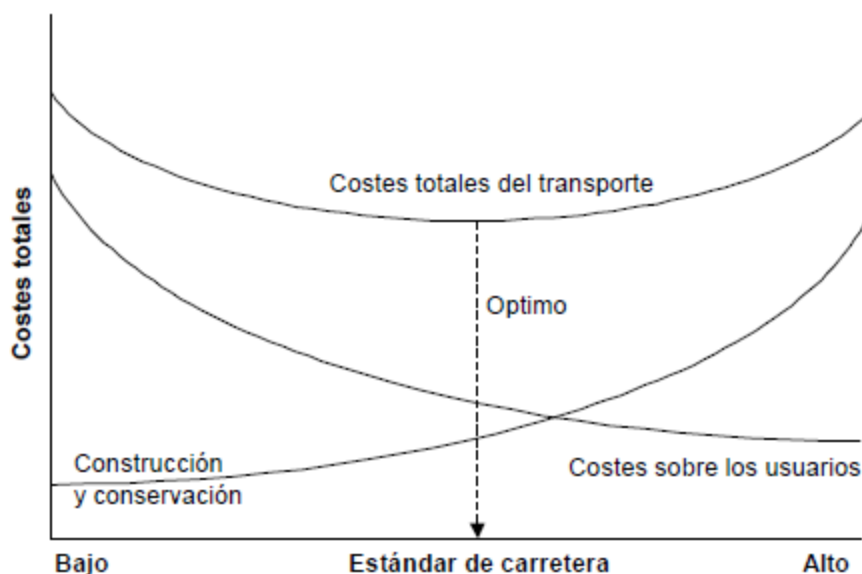 Costes totales del transporte
Costes totales
Optimo
Construcción
y conservación
Costes sobre los usuarios
Bajo
Estándar de carretera
Alto